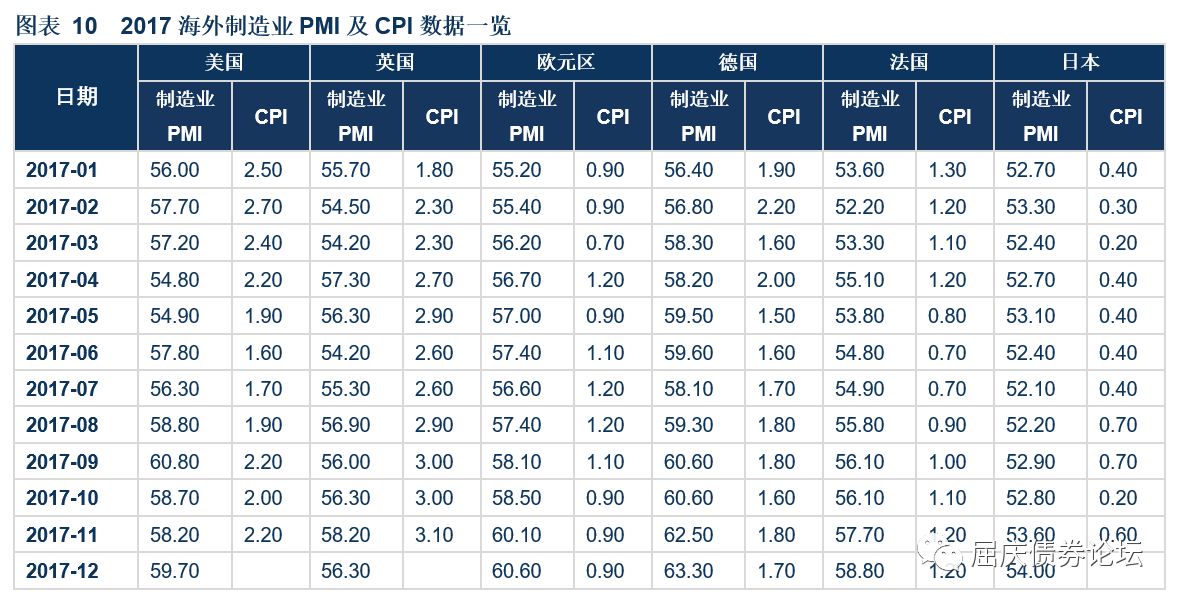 图表 10 2017 海外制造业 PMI 及 CPI 数据一览
日期 美国 英国 欧元区 德国 法国 日本
制造业PMI CPI 制造业PMI CPI 制造业PMI CPI 制造业PMI CPI 制造业PMI CPI 制造业PMI CPI
2017-01 56.00 2.50 55.70 1.80 55.20 0.90 56.40 1.90 53.60 1.30 52.70 0.40
2017-02 57.70 2.70 54.50 2.30 55.40 0.90 56.80 2.20 52.20 1.20 53.30 0.30
2017-03 57.20 2.40 54.20 2.30 56.20 0.70 58.30 1.60 53.30 1.10 52.40 0.20
2017-04 54.80 2.20 57.30 2.70 56.70 1.20 58.20 2.00 55.10 1.20 52.70 0.40
2017-05 54.90 1.90 56.30 2.90 57.00 0.90 59.50 1.50 53.80 0.80 53.10 0.40
2017-06 57.80 1.60 54.20 2.60 57.40 1.10 59.60 1.60 54.80 0.70 52.40 0.40
2017-07 56.30 1.70 55.30 2.60 56.60 1.20 58.10 1.70 54.90 0.70 52.10 0.40
2017-08 58.80 1.90 56.90 2.90 57.40 1.20 59.30 1.80 55.80 0.90 52.20 0.70
2017-09 60.80 2.20 56.00 3.00 58.10 1.10 60.60 1.80 56.10 1.00 52.90 0.70
2017-10 58.70 2.00 56.30 3.00 58.50 0.90 60.60 1.60 56.10 1.10 52.80 0.20
2017-11 58.20 2.20 58.20 3.10 60.10 0.90 62.50 1.80 57.70 1.20 53.60 0.60
2017-12 59.70 56.30 60.60 0.90 63.30 1.70 58.80 1.20 54.00
屈庆债券论坛